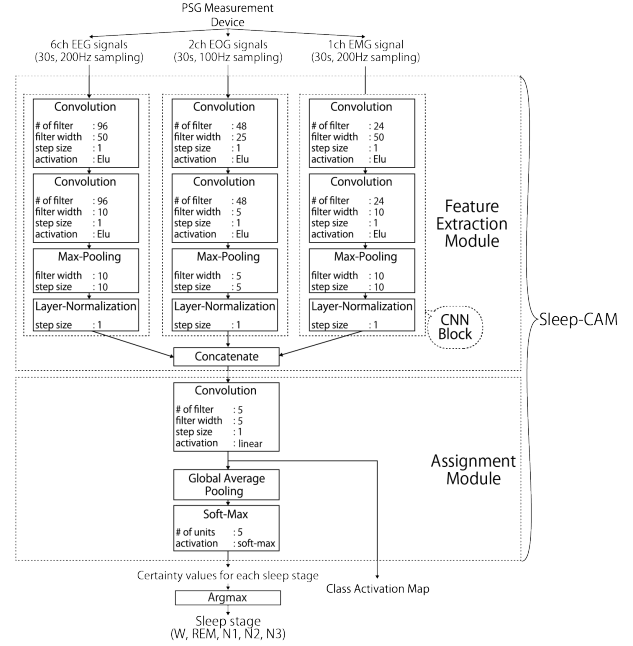 PSG Measurement
Device
6ch EEG signals
(30s, 200Hz sampling)
2ch EOG signals
(30s, 100Hz sampling)
1ch EMG signal
(30s, 200Hz sampling)
Convolution
# of filter : 96
filter width : 50
step size : 1
activation : Elu
Convolution
# of filter : 96
filter width : 10
step size : 1
activation : Elu
Max-Pooling
filter width : 10
step size : 10
Layer-Normalization
step size : 1
Convolution
# of filter : 48
filter width : 25
step size : 1
activation : Elu
Convolution
# of filter : 48
filter width : 5
step size : 1
activation : Elu
Max-Pooling
filter width : 5
step size : 5
Layer-Normalization
step size : 1
Convolution
# of filter : 24
filter width : 50
step size : 1
activation : Elu
Convolution
# of filter : 24
filter width : 10
step size : 1
activation : Elu
Max-Pooling
filter width : 10
step size : 10
Layer-Normalization
step size : 1
Feature
Extraction
Module
CNN
Block
Sleep-CAM
Concatenate
Convolution
# of filter : 5
filter width : 5
step size : 1
activation : linear
Global Average
Pooling
Soft-Max
# of units : 5
activation : soft-max
Assignment
Module
Certainty values for each sleep stage
Class Activation Map
Argmax
Sleep stage
(W, REM, N1, N2, N3)